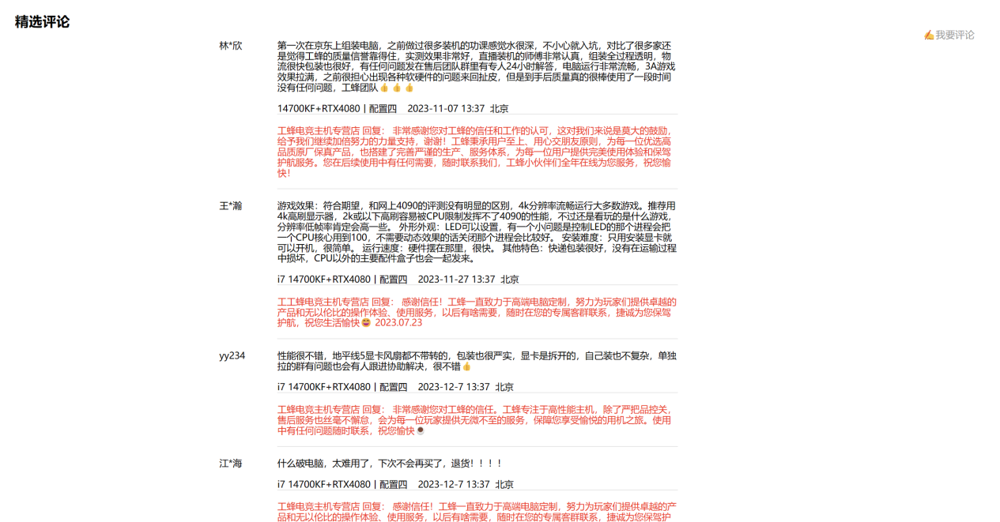 精选评论
✍我要评论
林*欣
第一次在京东上组装电脑，之前做过很多装机的功课感觉水很深，不小心就入坑，对比了很多家还
是觉得工蜂的质量信誉靠得住，实测效果非常好，直播装机的师傅非常认真，组装全过程透明，物
流很快包装也很好，有任何问题发在售后团队群里有专人24小时解答，电脑运行非常流畅，3A游戏
效果拉满，之前很担心出现各种软硬件的问题来回扯皮，但是到手后质量真的很棒使用了一段时间
没有任何问题，工蜂团队👍👍👍
14700KF+RTX4080丨配置四 2023-11-07 13:37 北京
工蜂电竞主机专营店 回复： 非常感谢您对工蜂的信任和工作的认可，这对我们来说是莫大的鼓励，
给予我们继续加倍努力的力量支持，谢谢！工蜂秉承用户至上、用心交朋友原则，为每一位优选高
品质原厂保真产品，也搭建了完善严谨的生产、服务体系，为每一位用户提供完美使用体验和保驾
护航服务。您在后续使用中有任何需要，随时联系我们，工蜂小伙伴们全年在线为您服务，祝您愉
快！
王*瀚
游戏效果：符合期望，和网上4090的评测没有明显的区别，4k分辨率流畅运行大多数游戏。推荐用
4k高刷显示器，2k或以下高刷容易被CPU限制发挥不了4090的性能，不过还是看玩的是什么游戏，
分辨率低帧率肯定会高一些。 外形外观：LED可以设置，有一个小问题是控制LED的那个进程会把
一个CPU核心用到100，不需要动态效果的话关闭那个进程会比较好。 安装难度：只用安装显卡就
可以开机，很简单。 运行速度：硬件摆在那里，很快。 其他特色：快递包装很好，没有在运输过程
中损坏，CPU以外的主要配件盒子也会一起发来。
i7 14700KF+RTX4080丨配置四 2023-11-27 13:37 北京
工工蜂电竞主机专营店 回复： 感谢信任！工蜂一直致力于高端电脑定制，努力为玩家们提供卓越的
产品和无以伦比的操作体验、使用服务，以后有啥需要，随时在您的专属客群联系，捷诚为您保驾
护航，祝您生活愉快😄 2023.07.23
yy234
性能很不错，地平线5显卡风扇都不带转的，包装也很严实，显卡是拆开的，自己装也不复杂，单独
拉的群有问题也会有人跟进协助解决，很不错👍
i7 14700KF+RTX4080丨配置四 2023-12-7 13:37 北京
工蜂电竞主机专营店 回复： 非常感谢您对工蜂的信任。工蜂专注于高性能主机，除了严把品控关，
售后服务也丝毫不懈怠，会为每一位玩家提供无微不至的服务，保障您享受愉悦的用机之旅。使用
中有任何问题随时联系，祝您愉快
江*海
什么破电脑，太难用了，下次不会再买了，退货！！！！
i7 14700KF+RTX4080丨配置四 2023-12-7 13:37 北京
工蜂电竞主机专营店 回复： 感谢信任！工蜂一直致力于高端电脑定制，努力为玩家们提供卓越的产
品和无以伦比的操作体验、使用服务，以后有啥需要，随时在您的专属客群联系，捷诚为您保驾护